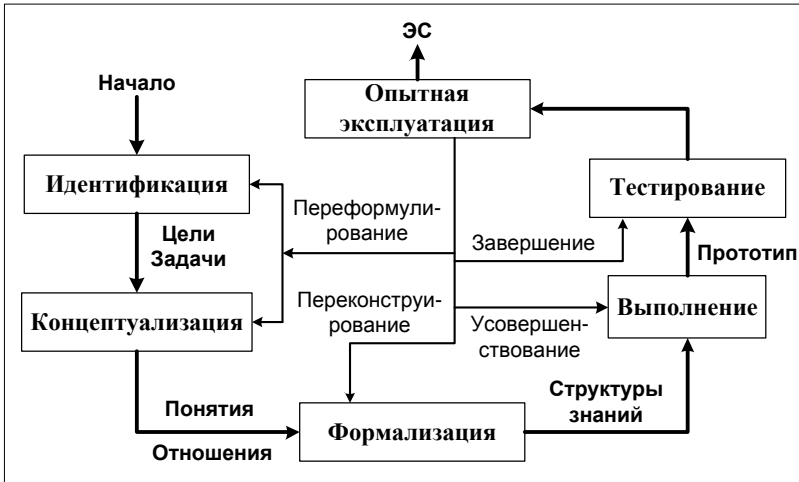 ЭС
Начало
Опытная
эксплуатация
Идентификация
Тестирование
Переформули-
рование
Цели
Задачи
Завершение
Прототип
Концептуализация
Переконструи-
рование
Усовершен-
ствование
Выполнение
Понятия
Отношения
Формализация
Структуры
знаний